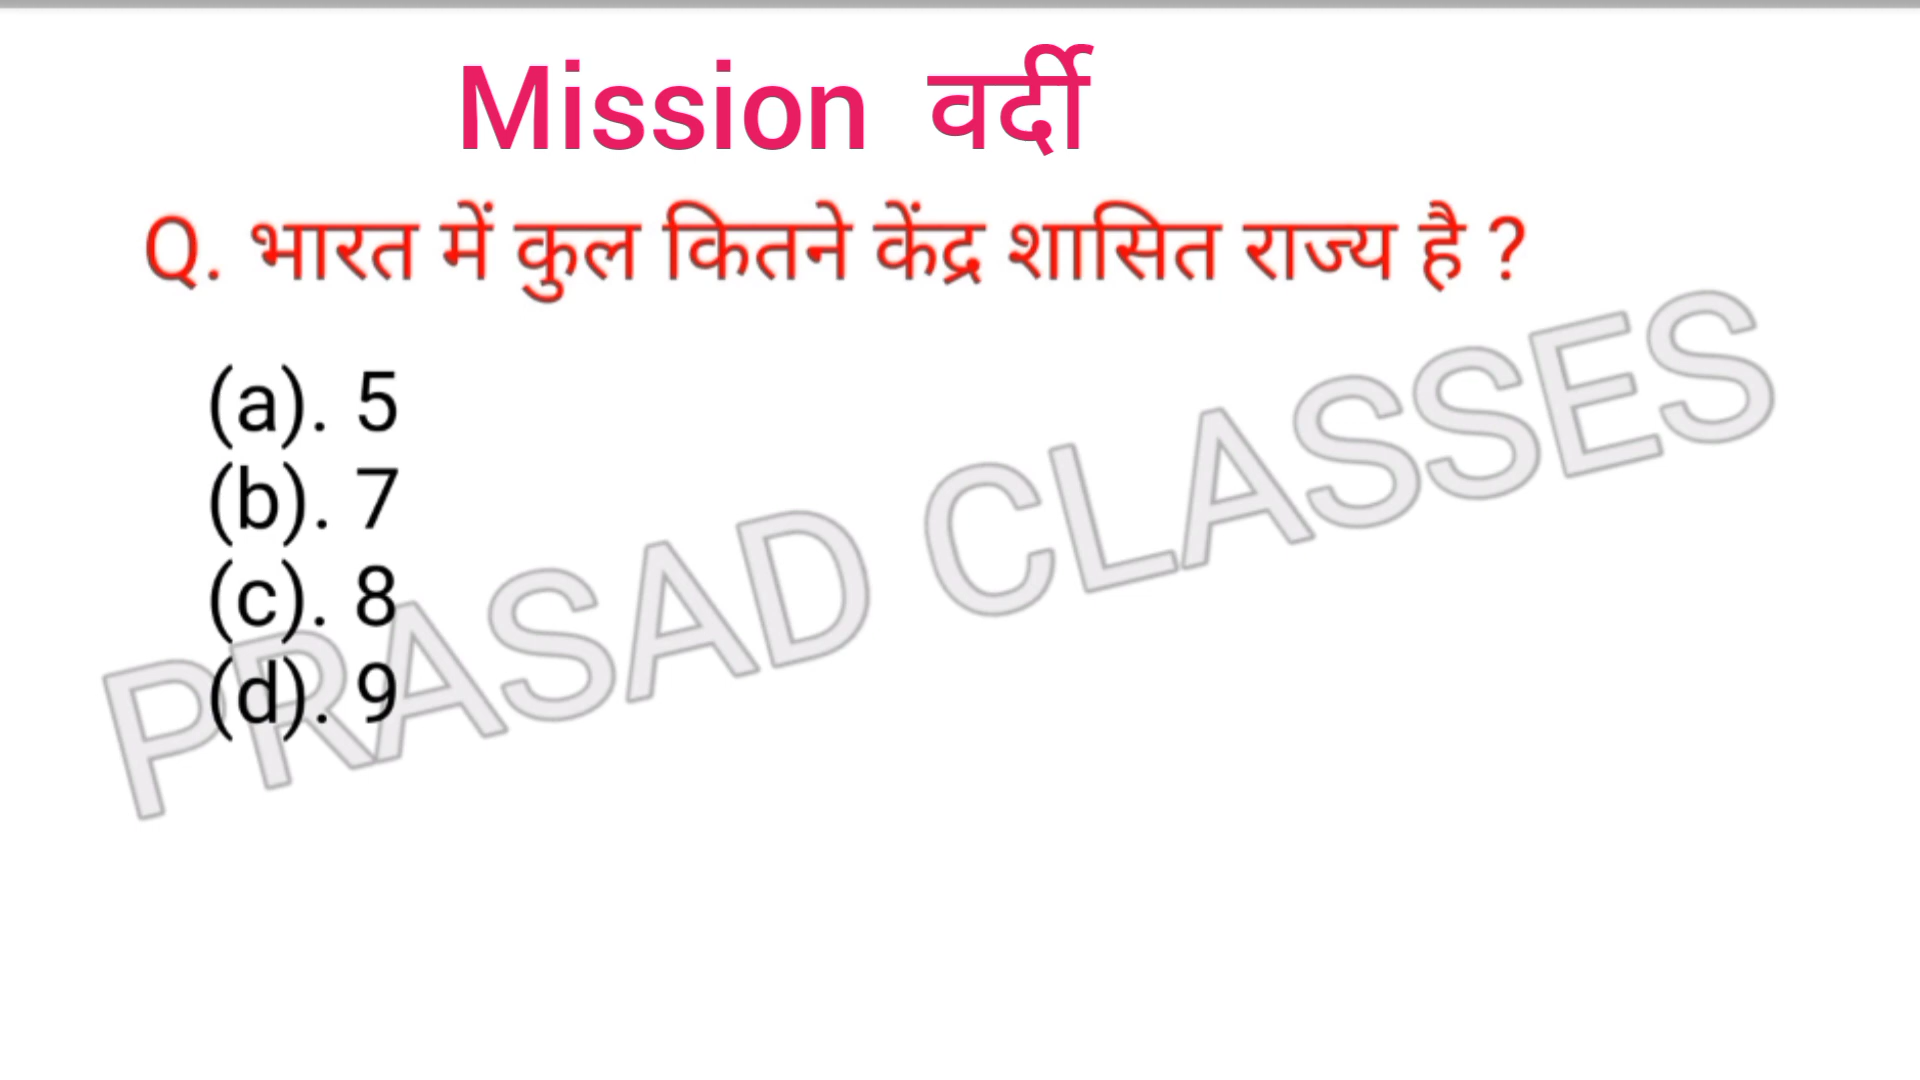 Mission वर्दी
Q. भारत में कुल कितने केंद्र शासित राज्य है ?
(a). 5
(b). 7
(c). 8
(d). 9
PRASAD CLASSES